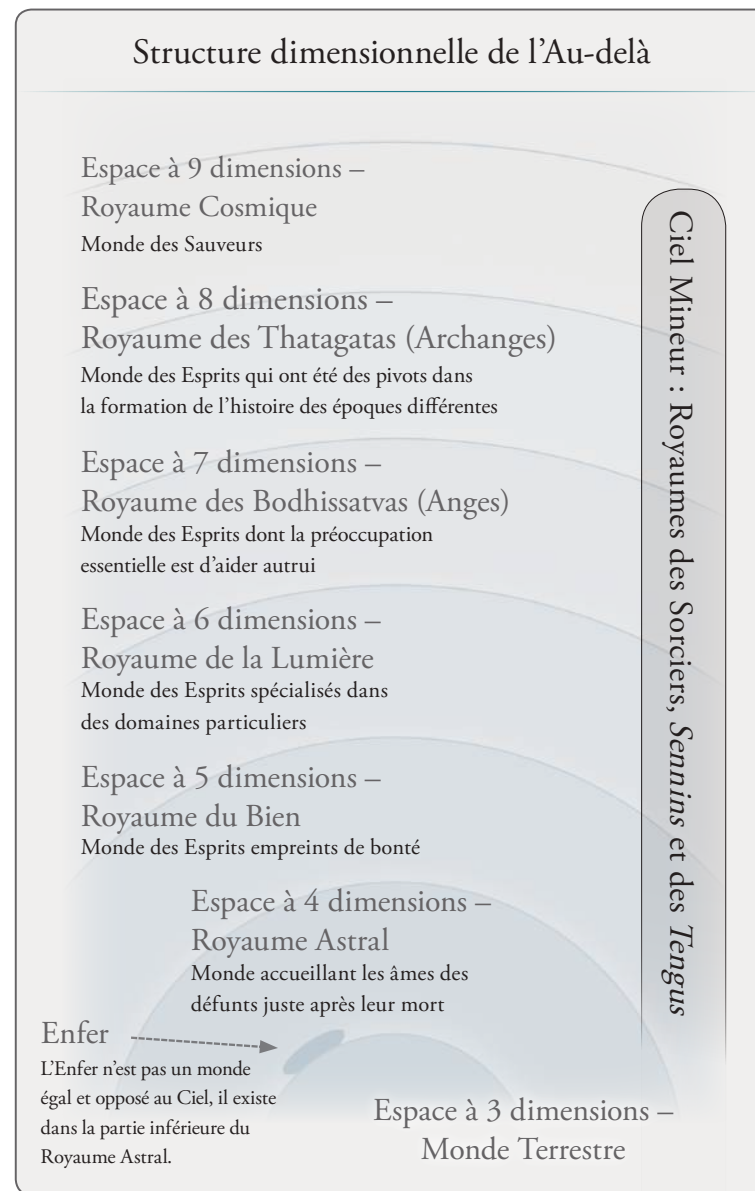 Structure dimensionnelle de l’Au-delà
Espace à 9 dimensions –
Royaume Cosmique
Monde des Sauveurs
Espace à 8 dimensions –
Royaume des Thatagatas (Archanges)
Monde des Esprits qui ont été des pivots dans
la formation de l’histoire des époques différentes
Espace à 7 dimensions –
Royaume des Bodhissatvas (Anges)
Monde des Esprits dont la préoccupation
essentielle est d’aider autrui
Espace à 6 dimensions –
Royaume de la Lumière
Monde des Esprits spécialisés dans
des domaines particuliers
Espace à 5 dimensions –
Royaume du Bien
Monde des Esprits empreints de bonté
Espace à 4 dimensions –
Royaume Astral
Monde accueillant les âmes des
défunts juste après leur mort
Enfer
L’Enfer n’est pas un monde
égal et opposé au Ciel, il existe
dans la partie inférieure du
Royaume Astral.
Espace à 3 dimensions –
Monde Terrestre
Ciel Mineur : Royaumes des Sorciers, Sennins et des Tengus